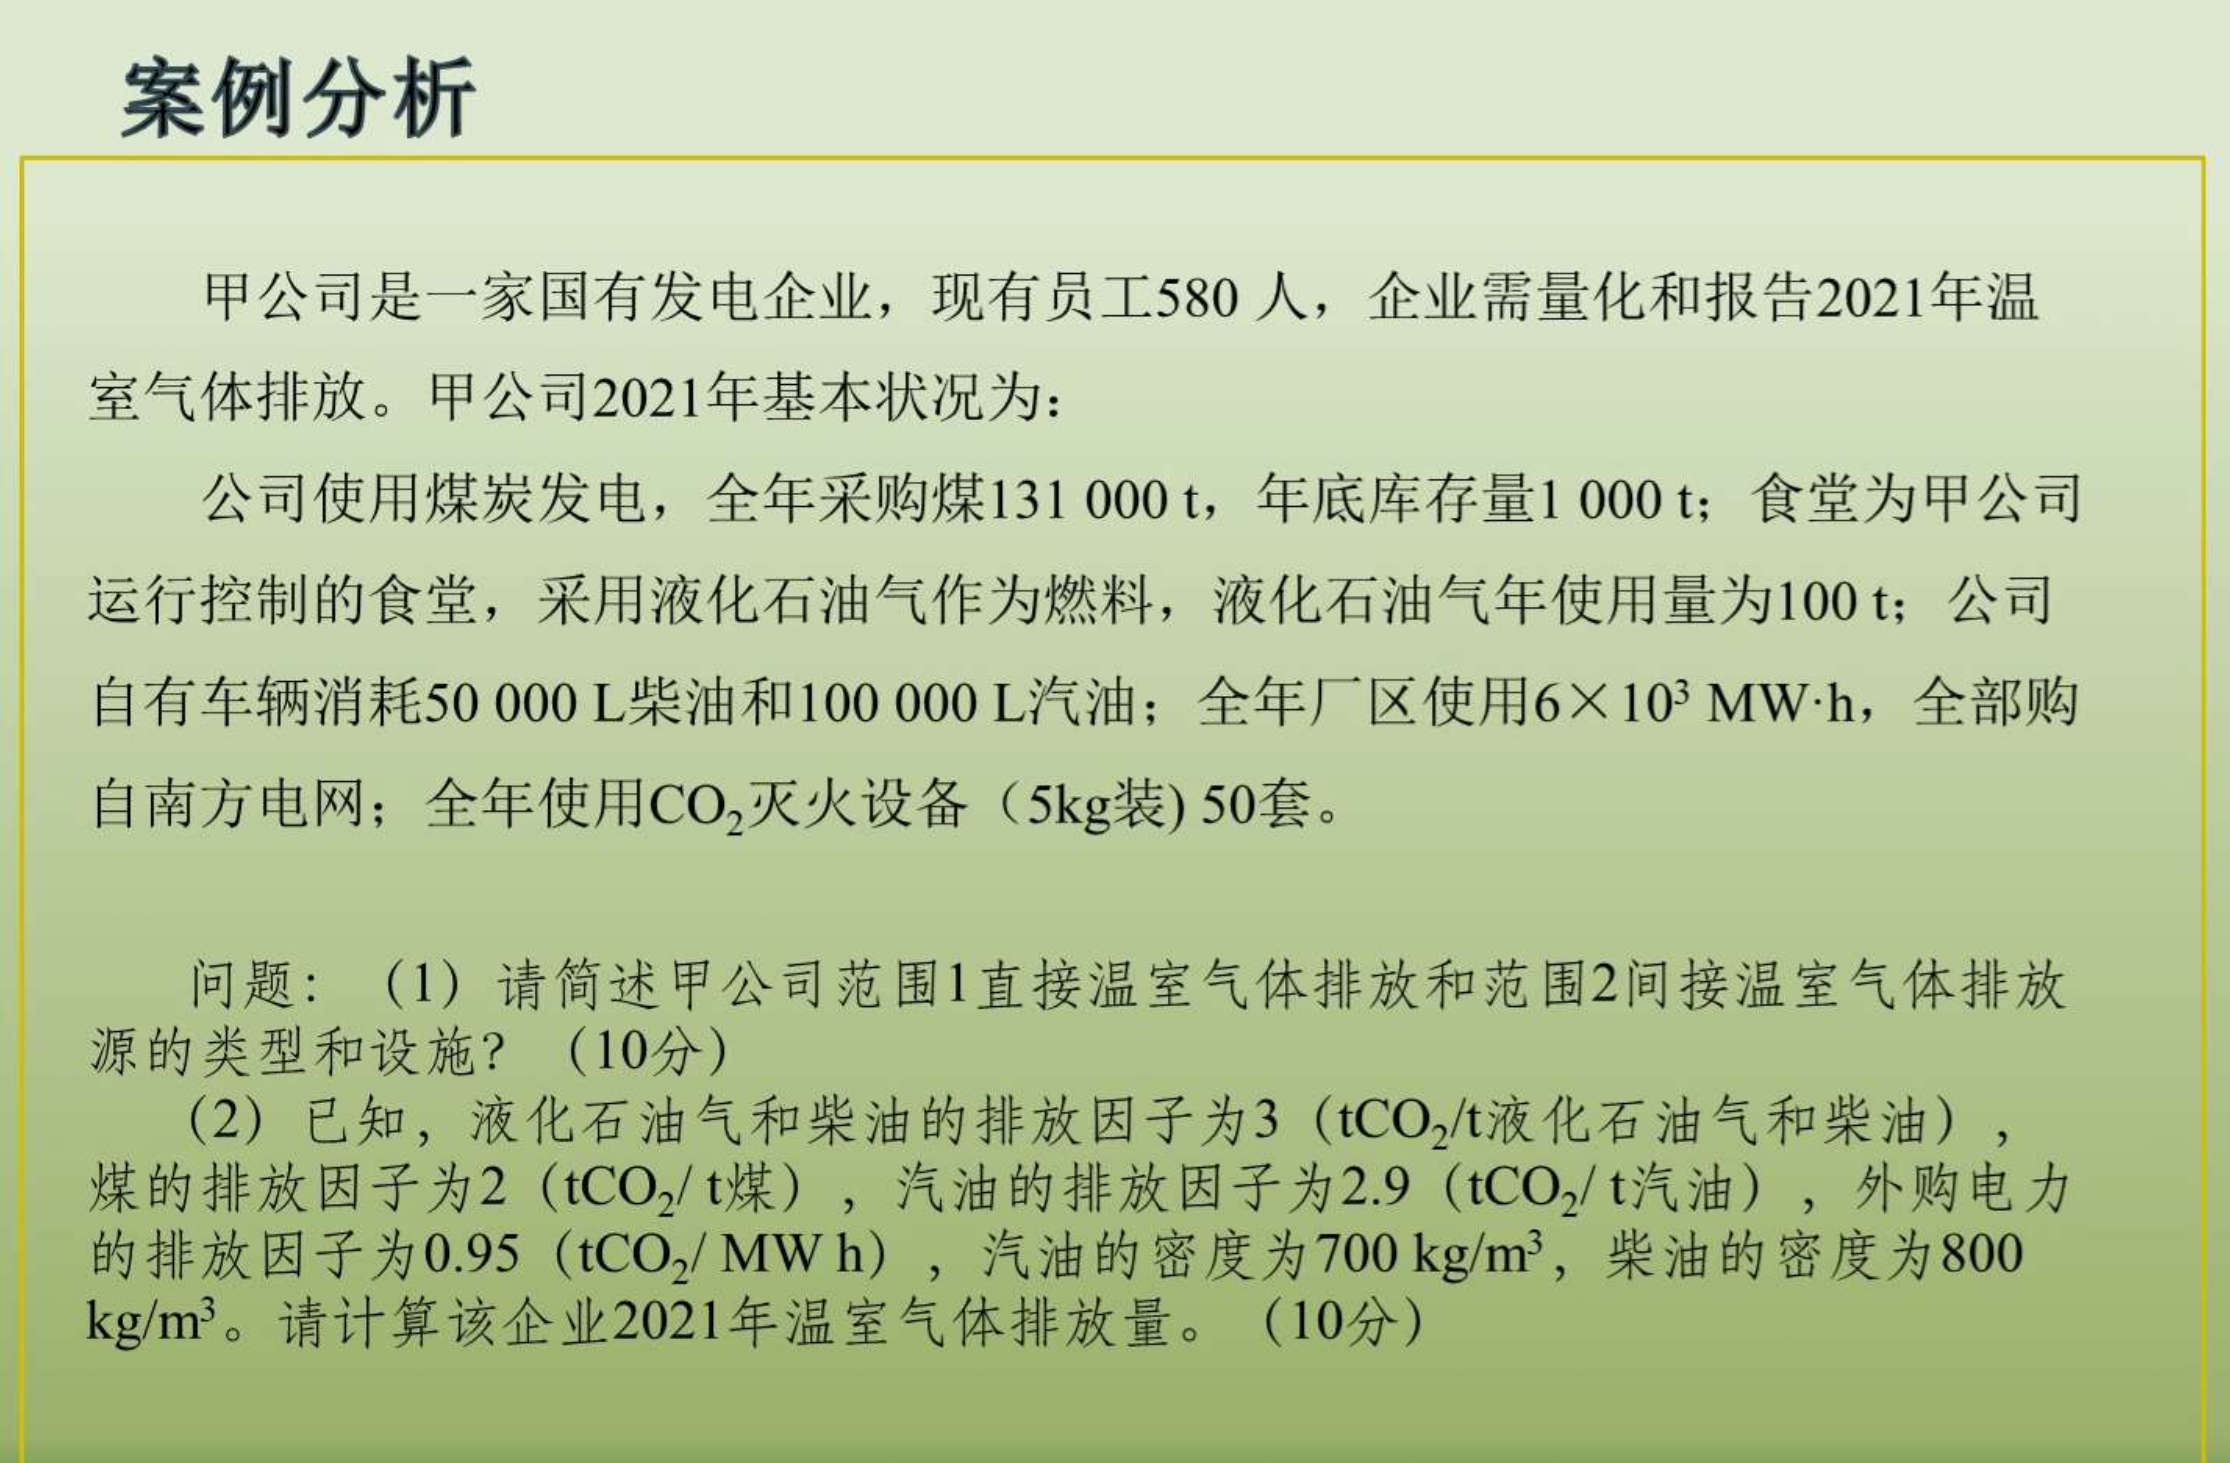 案例分析
甲公司是一家国有发电企业，现有员工580 人，企业需量化和报告2021年温
室气体排放。甲公司2021年基本状况为：
公司使用煤炭发电，全年采购煤131 000 t，年底库存量1 000 t；食堂为甲公司
运行控制的食堂，采用液化石油气作为燃料，液化石油气年使用量为100 t；公司
自有车辆消耗50 000 L柴油和100 000 L汽油；全年厂区使用6×10³ MW·h，全部购
自南方电网；全年使用CO₂灭火设备（5kg装) 50套。
问题：（1）请简述甲公司范围1直接温室气体排放和范围2间接温室气体排放
源的类型和设施？（10分）
（2）已知，液化石油气和柴油的排放因子为3（tCO₂/t液化石油气和柴油），
煤的排放因子为2（tCO₂/ t煤），汽油的排放因子为2.9（tCO₂/ t汽油），外购电力
的排放因子为0.95（tCO₂/ MW h），汽油的密度为700 kg/m³，柴油的密度为800
kg/m³。请计算该企业2021年温室气体排放量。（10分）